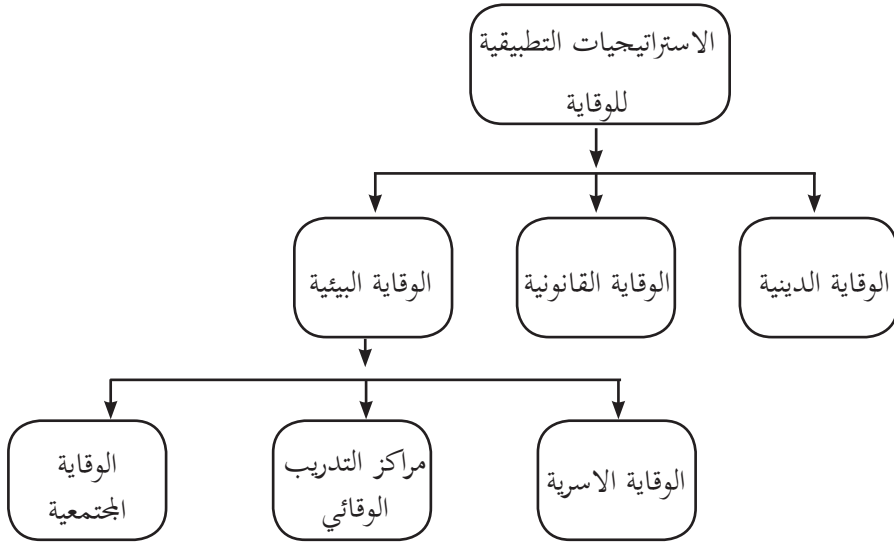 الاستراتيجيات التطبيقية
للوقاية
الوقاية الدينية
الوقاية القانونية
الوقاية البيئية
الوقاية الاسرية
مراكز التدريب
الوقائي
الوقاية
المجتمعية